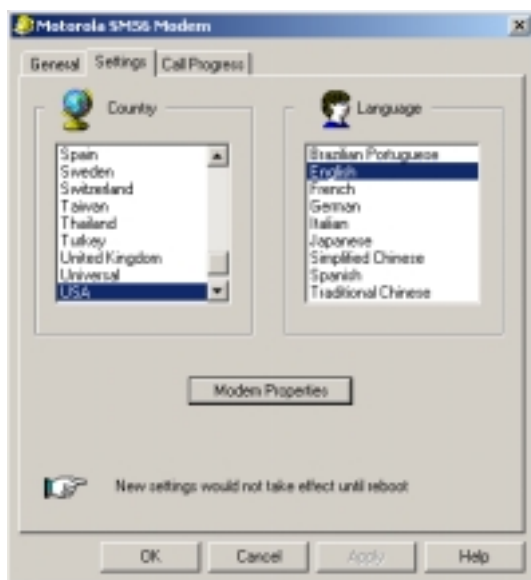 Motorola SM56 Modem
General
Settings
Call Progress
Country
Spain
Sweden
Switzerland
Taiwan
Thailand
Turkey
United Kingdom
Universal
USA
Language
Brazilian Portuguese
English
French
German
Italian
Japanese
Simplified Chinese
Spanish
Traditional Chinese
Modem Properties
New settings would not take effect until reboot
OK
Cancel
Apply
Help